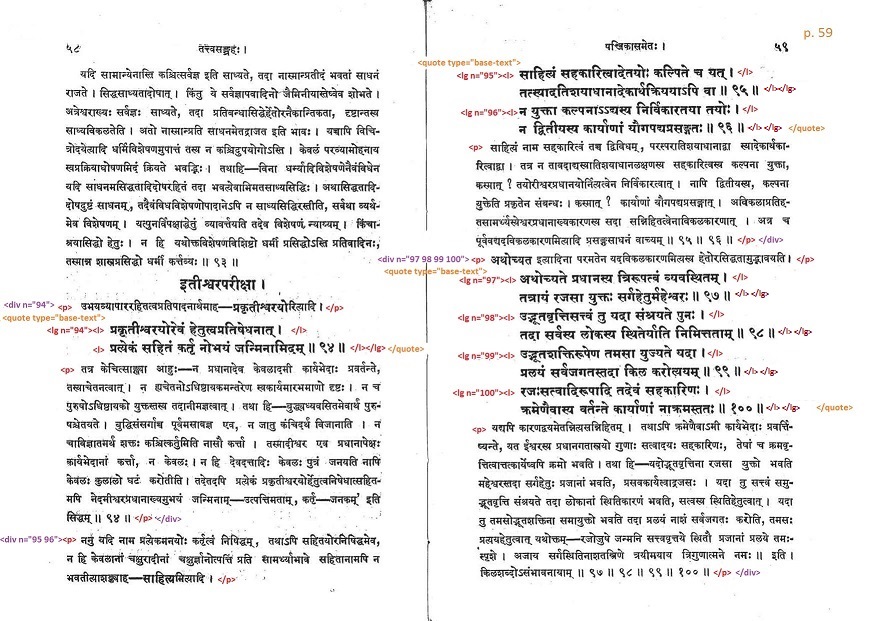 ५८ तत्त्वसङ्ग्रहः ।
यदि सामान्येनास्ति कश्चित्सर्वज्ञ इति साध्यते, तदा नास्मान्प्रतीदं भवतां साधनं
राजते । सिद्धसाध्यतादोषात् । किंतु ये सर्वज्ञापवादिनो जैमिनीयास्तेष्वेव शोभते ।
अत्रेश्वराख्यः सर्वज्ञः साध्यते, तदा प्रतिबन्धासिद्धेर्हेतोरनैकान्तिकता, दृष्टान्तस्य
साध्यविकलतेति । अतो नास्मान्प्रति साधनमेतद्राजत इति भावः । यच्चापि विचि-
त्रोदयेत्यादि धर्मिविशेषणमुपात्तं तस्य न कश्चिदुपयोगोऽस्ति । केवलं परव्यामोहनाय
स्वप्रक्रियाघोषणमिदं क्रियते भवद्भिः । तथाहि—विना धर्म्यादिविशेषणेनैवंविधेन
यदि साधनमसिद्धतादिदोषरहितं तदा भवत्येवाभिमतसाध्यसिद्धिः । अथासिद्धतादि-
दोषदुष्टं साधनम्, तदैवंविधविशेषणोपादानेऽपि न साध्यसिद्धिरस्तीति, सर्वथा व्यर्थ-
मेव विशेषणम् । यत्पुनर्विपक्षाद्धेतुं व्यावर्त्तयति तदेव विशेषणं न्याय्यम् । किंचा-
श्रयासिद्धो हेतुः । न हि यथोक्तविशेषणविशिष्टो धर्मी प्रसिद्धोऽस्ति प्रतिवादिनः,
तस्मान्न शास्त्रप्रसिद्धो धर्मी कर्त्तव्यः ॥ ९३ ॥
इतीश्वरपरीक्षा ।
<div n="94"> <p> उभयव्यापाररहितत्वप्रतिपादनार्थमाह—प्रकृतीश्वरयोरित्यादि । </p>
<quote type="base-text">
<lg n="94"><l> प्रकृतीश्वरयोरेवं हेतुत्वप्रतिषेधनात् । </l>
<l> प्रत्येकं सहितं कर्तृ नोभयं जन्मिनामिदम् ॥ ९४ ॥ </l></lg> </quote>
<p> तत्र केचित्साङ्ख्या आहुः—न प्रधानादेव केवलादमी कार्यभेदाः प्रवर्तन्ते,
तस्याचेतनत्वात् । न ह्यचेतनोऽधिष्ठायकमन्तरेण स्वकार्यमारभमाणो दृष्टः । न च
पुरुषोऽधिष्ठायको युक्तस्तस्य तदानीमज्ञत्वात् । तथा हि—बुद्ध्यध्यवसितमेवार्थं पुरु-
षश्चेतयते । बुद्धिसंसर्गाच्च पूर्वमसावज्ञ एव, न जातु कंचिदर्थं विजानाति । न
चाविज्ञातमर्थं शक्तः कश्चित्कर्तुमिति नासौ कर्त्ता । तस्मादीश्वर एव प्रधानापेक्षः
कार्यभेदानां कर्त्ता, न केवलः । न हि देवदत्तादिः केवलः पुत्रं जनयति नापि
केवलः कुलालो घटं करोतीति । तदेतदपि प्रत्येकं प्रकृतीश्वरयोर्हेतुत्वनिषेधात्सहित-
मपि नेदमीश्वरप्रधानाख्यमुभयं जन्मिनाम्—उत्पत्तिमताम्, कर्तृ—जनकम् इति
सिद्धम् ॥ ९४ ॥ </p> </div>
<div n="95 96"> <p> ननु यदि नाम प्रत्येकमनयोः कर्तृत्वं निषिद्धम्, तथाऽपि सहितयोरनिषिद्धमेव,
न हि केवलानां चक्षुरादीनां चक्षुर्ज्ञानोत्पत्तिं प्रति सामर्थ्याभावे सहितानामपि न
भवतीत्याशङ्क्याह—साहित्यमित्यादि । </p>
पञ्जिकासमेतः । ५९
p. 59
<quote type="base-text">
<lg n="95"><l> साहित्यं सहकारित्वादेतयोः कल्पिते च यत् । </l>
तत्स्यादतिशयाधानादेकार्थक्रिययाऽपि वा ॥ ९५ ॥ </l></lg>
<lg n="96"><l> न युक्ता कल्पनाऽऽद्यस्य निर्विकारतया तयोः । </l>
न द्वितीयस्य कार्याणां यौगपद्यप्रसङ्गतः ॥ ९६ ॥ </l></lg> </quote>
<p> साहित्यं नाम सहकारित्वं तच्च द्विविधम्, परस्परातिशयाधानाद्वा स्यादेकार्थका-
रित्वाद्वा । तत्र न तावदाद्यस्यातिशयाधानलक्षणस्य सहकारित्वस्य कल्पना युक्ता,
कस्मात् ? तयोरीश्वरप्रधानयोर्नित्यत्वेन निर्विकारत्वात् । नापि द्वितीयस्य, कल्पना
युक्तेति प्रकृतेन संबन्धः । कस्मात् ? कार्याणां यौगपद्यप्रसङ्गात् । अविकलाप्रतिह-
तसामर्थ्यस्येश्वरप्रधानाख्यकारणस्य सदा सन्निहितत्वेनाविकलकारणात् । अत्र च
पूर्ववद्यदविकलकारणमित्यादि प्रसङ्गसाधनं वाच्यम् ॥ ९५ ॥ ९६ ॥ </p> </div>
<div n="97 98 99 100"> <p> अथोच्यत इत्यादिना परमतेन यदविकलकारणमित्यस्य हेतोरसिद्धतामुद्भावयति । </p>
<quote type="base-text">
<lg n="97"><l> अथोच्यते प्रधानस्य त्रिरूपत्वं व्यवस्थितम् । </l>
तत्रायं रजसा युक्तः सर्गहेतुर्महेश्वरः ॥ ९७ ॥ </l></lg>
<lg n="98"><l> उद्भूतवृत्तिसत्त्वं तु यदा संश्रयते पुनः । </l>
तदा सर्वस्य लोकस्य स्थितेर्याति निमित्तताम् ॥ ९८ ॥ </l></lg>
<lg n="99"><l> उद्भूतशक्तिरूपेण तमसा युज्यते यदा । </l>
प्रलयं सर्वजगतस्तदा किल करोत्ययम् ॥ ९९ ॥ </l></lg>
<lg n="100"><l> रजःसत्त्वादिरूपादि तदेवं सहकारिणः । </l>
क्रमेणैवास्य वर्तन्ते कार्याणां नाक्रमस्ततः ॥ १०० ॥ </l></lg> </quote>
<p> यद्यपि कारणद्वयमेतन्नित्यसन्निहितम् । तथाऽपि क्रमेणैवाऽमी कार्यभेदाः प्रवर्त्ति-
ष्यन्ते, यत ईश्वरस्य प्रधानगतास्त्रयो गुणाः सत्वादयः सहकारिणः, तेषां च क्रमवृ-
त्तित्वात्तत्कार्येष्वपि क्रमो भवति । तथा हि—यदोद्भूतवृत्तिना रजसा युक्तो भवति
महेश्वरस्तदा सर्गहेतुः प्रजानां भवति, प्रसवकार्यत्वाद्रजसः । यदा तु सत्त्वं समु-
द्भूतवृत्ति संश्रयते तदा लोकानां स्थितिकारणं भवति, सत्वस्य स्थितिहेतुत्वात् । यदा
तु तमसोद्भूतशक्तिना समायुक्तो भवति तदा प्रलयं नाशं सर्वजगतः करोति, तमसः
प्रलयहेतुत्वात् यथोक्तम्—रजोजुषे जन्मनि सत्त्ववृत्तये स्थितौ प्रजानां प्रलये तमः-
स्पृशे । अजाय सर्गस्थितिनाशतन्त्रिणे त्रयीमयाय त्रिगुणात्मने नमः ॥ इति ।
किलशब्दोऽसंभावनायाम् ॥ ९७ ॥ ९८ ॥ ९९ ॥ १०० ॥ </p> </div>